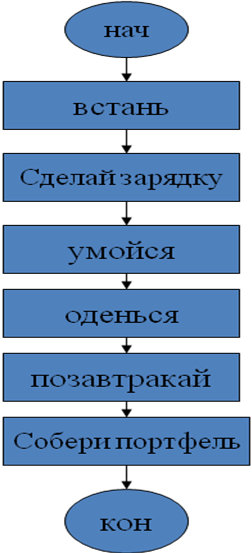 нач
встань
Сделай зарядку
умойся
оденься
позавтракай
Собери портфель
кон